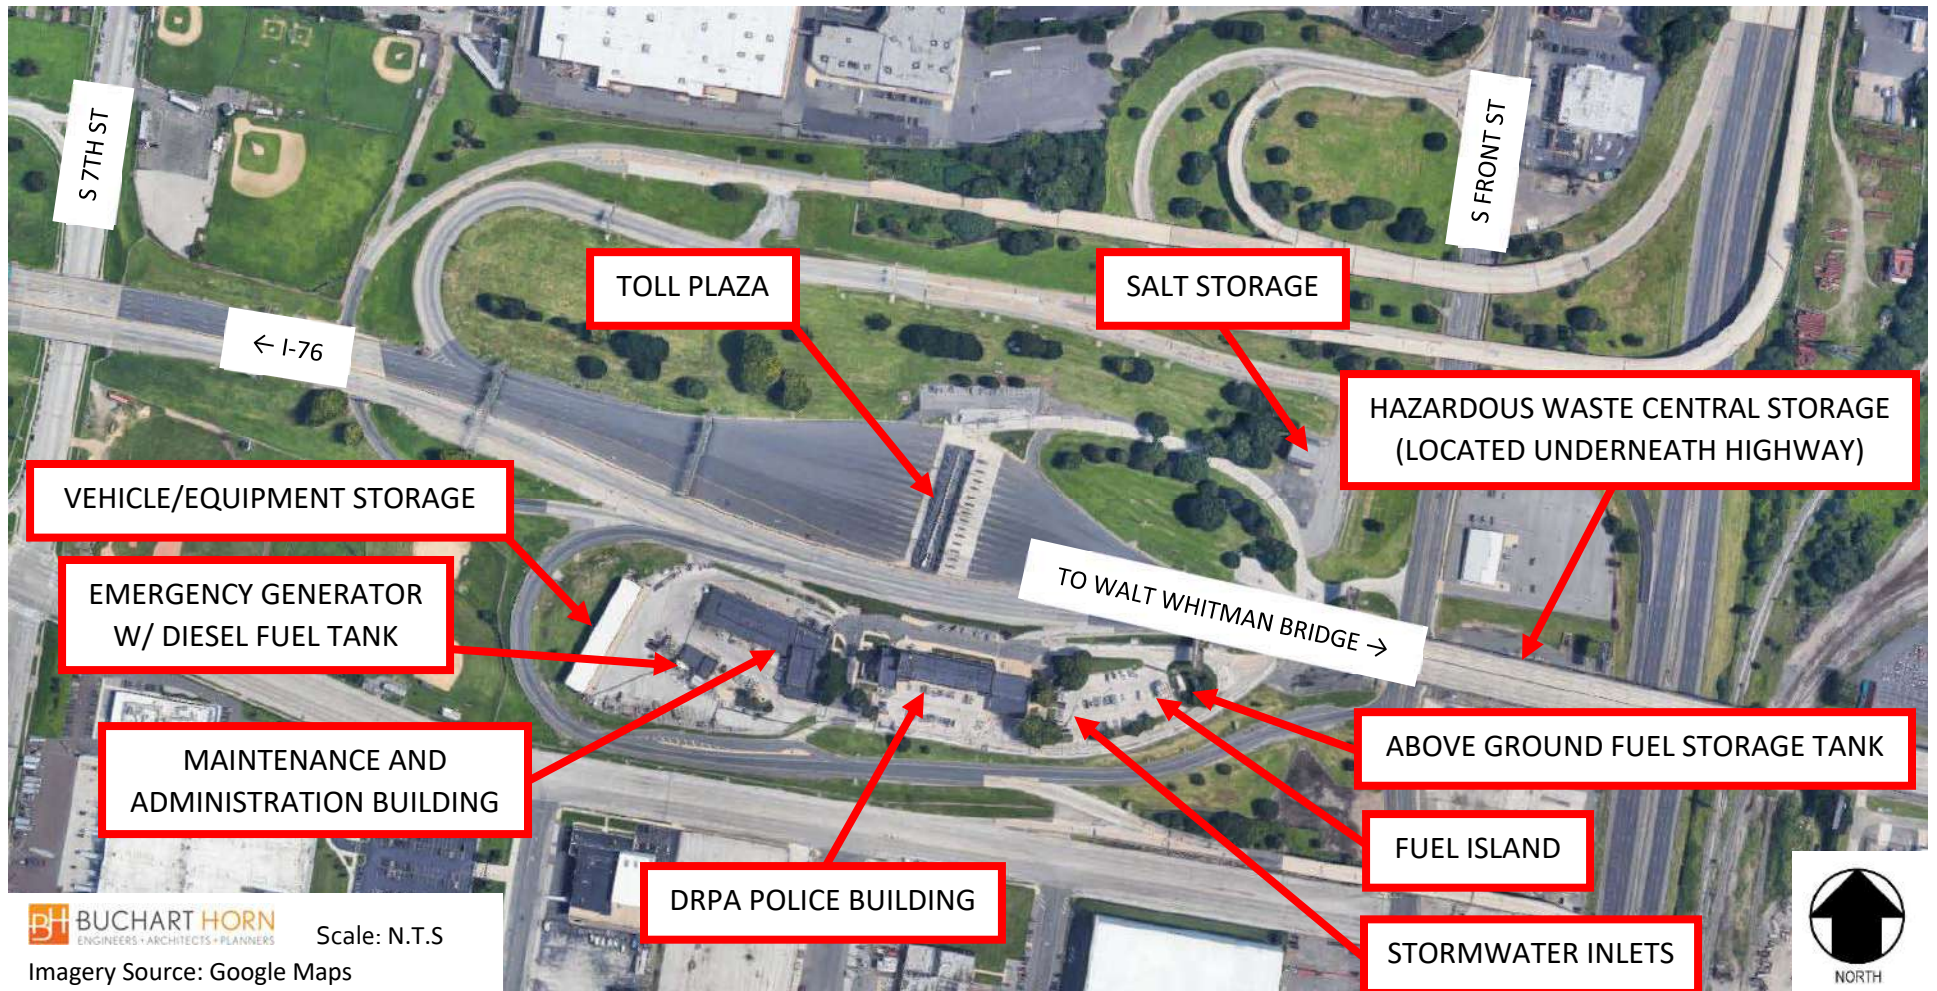 S 7TH ST
S FRONT ST
TOLL PLAZA
SALT STORAGE
← I-76
HAZARDOUS WASTE CENTRAL STORAGE
(LOCATED UNDERNEATH HIGHWAY)
VEHICLE/EQUIPMENT STORAGE
EMERGENCY GENERATOR
W/ DIESEL FUEL TANK
TO WALT WHITMAN BRIDGE →
MAINTENANCE AND
ADMINISTRATION BUILDING
ABOVE GROUND FUEL STORAGE TANK
FUEL ISLAND
DRPA POLICE BUILDING
STORMWATER INLETS
BH BUCHART HORN
ENGINEERS • ARCHITECTS • PLANNERS
Scale: N.T.S
Imagery Source: Google Maps
NORTH